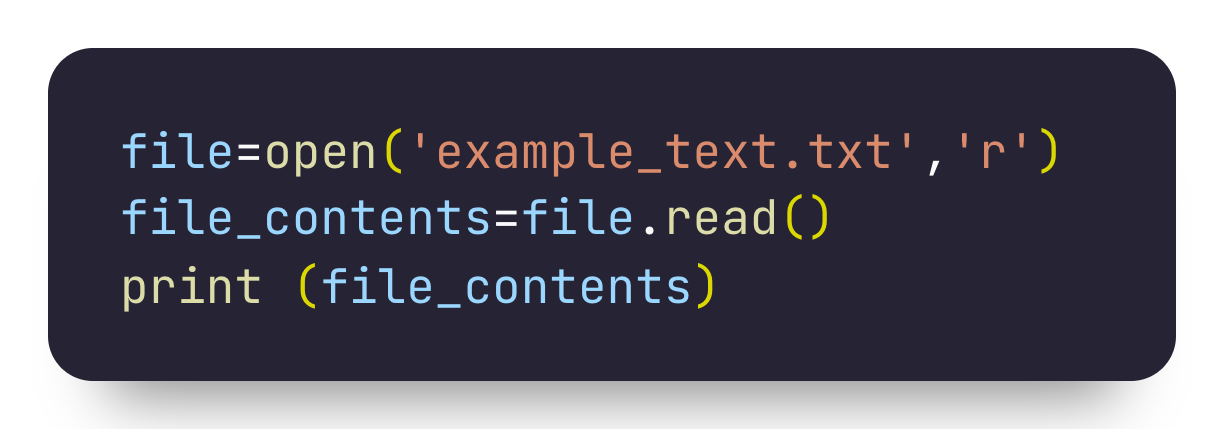 file=open('example_text.txt','r')
file_contents=file.read()
print (file_contents)